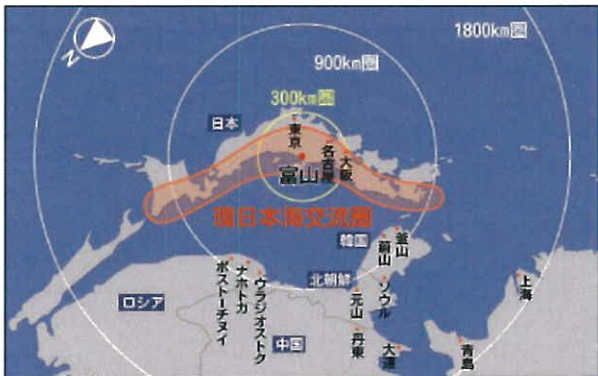 N
1800km圏
900km圏
300km圏
日本
東京
名古屋
大阪
富山
環日本海交流圏
韓国
釜山
蔚山
北朝鮮
ソウル
元山
丹東
大連
上海
青島
ロシア
ボストーチヌイ
ナホトカ
ウラジオストク
中国